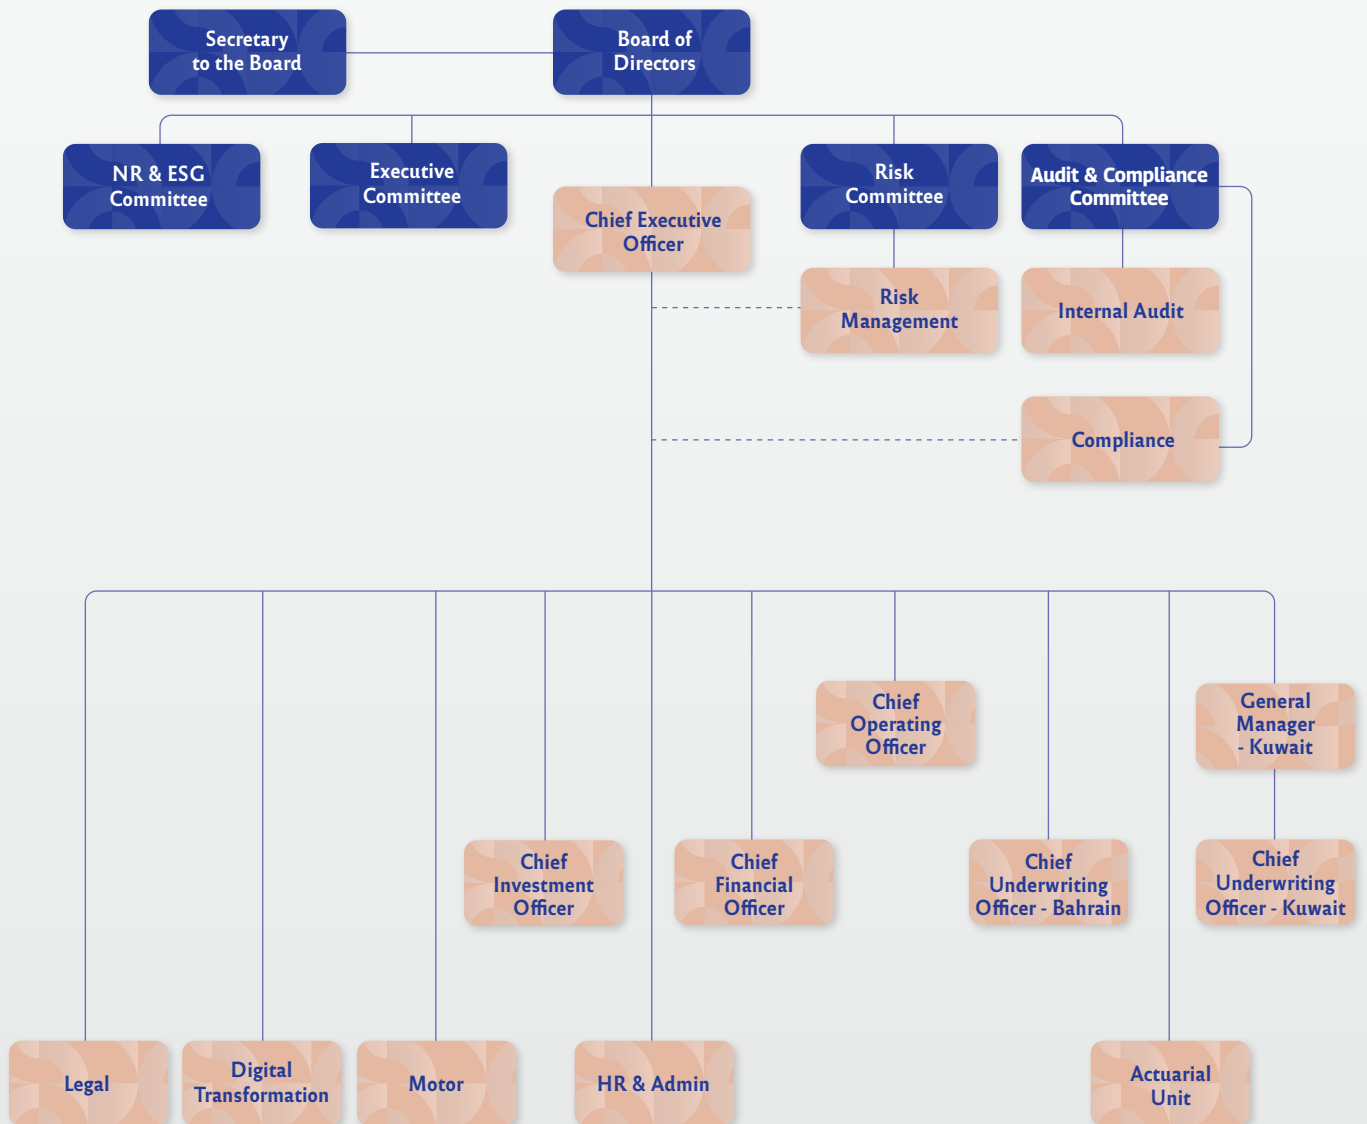 Secretary
to the Board
Board of
Directors
NR & ESG
Committee
Executive
Committee
Chief Executive
Officer
Risk
Committee
Audit & Compliance
Committee
Risk
Management
Internal Audit
Compliance
Chief
Operating
Officer
General
Manager
- Kuwait
Chief
Investment
Officer
Chief
Financial
Officer
Chief
Underwriting
Officer - Bahrain
Chief
Underwriting
Officer - Kuwait
Legal
Digital
Transformation
Motor
HR & Admin
Actuarial
Unit